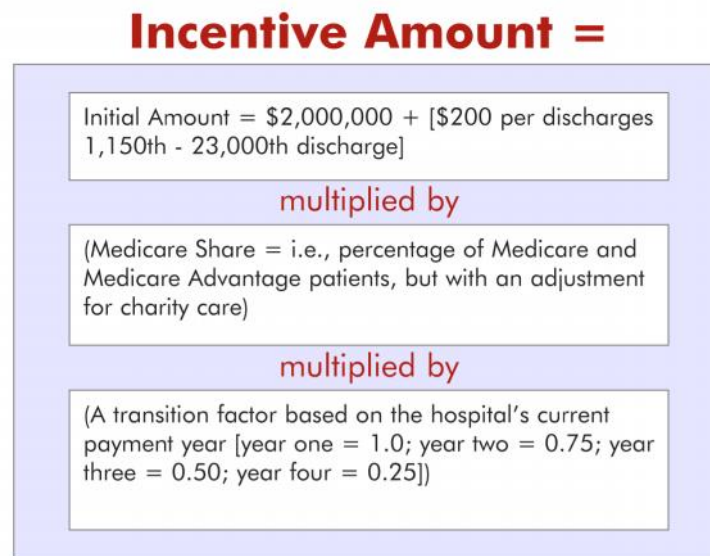 Incentive Amount =
Initial Amount = $2,000,000 + [$200 per discharges
1,150th - 23,000th discharge]
multiplied by
(Medicare Share = i.e., percentage of Medicare and
Medicare Advantage patients, but with an adjustment
for charity care)
multiplied by
(A transition factor based on the hospital’s current
payment year [year one = 1.0; year two = 0.75; year
three = 0.50; year four = 0.25])